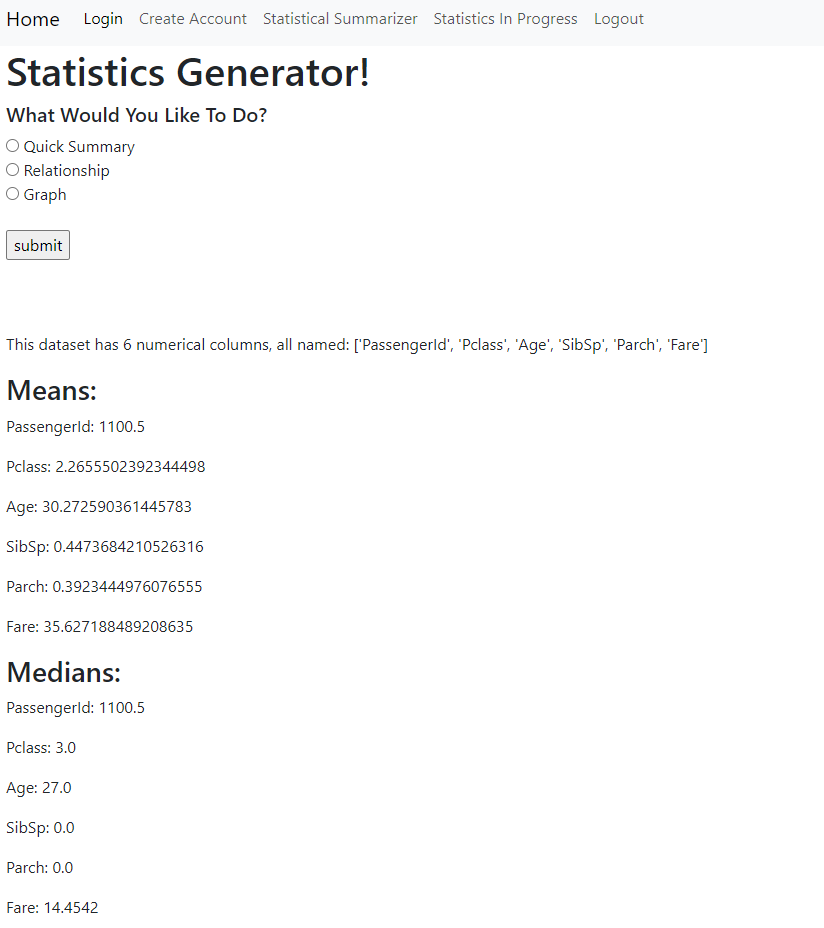 Home Login Create Account Statistical Summarizer Statistics In Progress Logout
Statistics Generator!
What Would You Like To Do?
Quick Summary
Relationship
Graph
submit
This dataset has 6 numerical columns, all named: ['PassengerId', 'Pclass', 'Age', 'SibSp', 'Parch', 'Fare']
Means:
PassengerId: 1100.5
Pclass: 2.2655502392344498
Age: 30.272590361445783
SibSp: 0.4473684210526316
Parch: 0.3923444976076555
Fare: 35.627188489208635
Medians:
PassengerId: 1100.5
Pclass: 3.0
Age: 27.0
SibSp: 0.0
Parch: 0.0
Fare: 14.4542